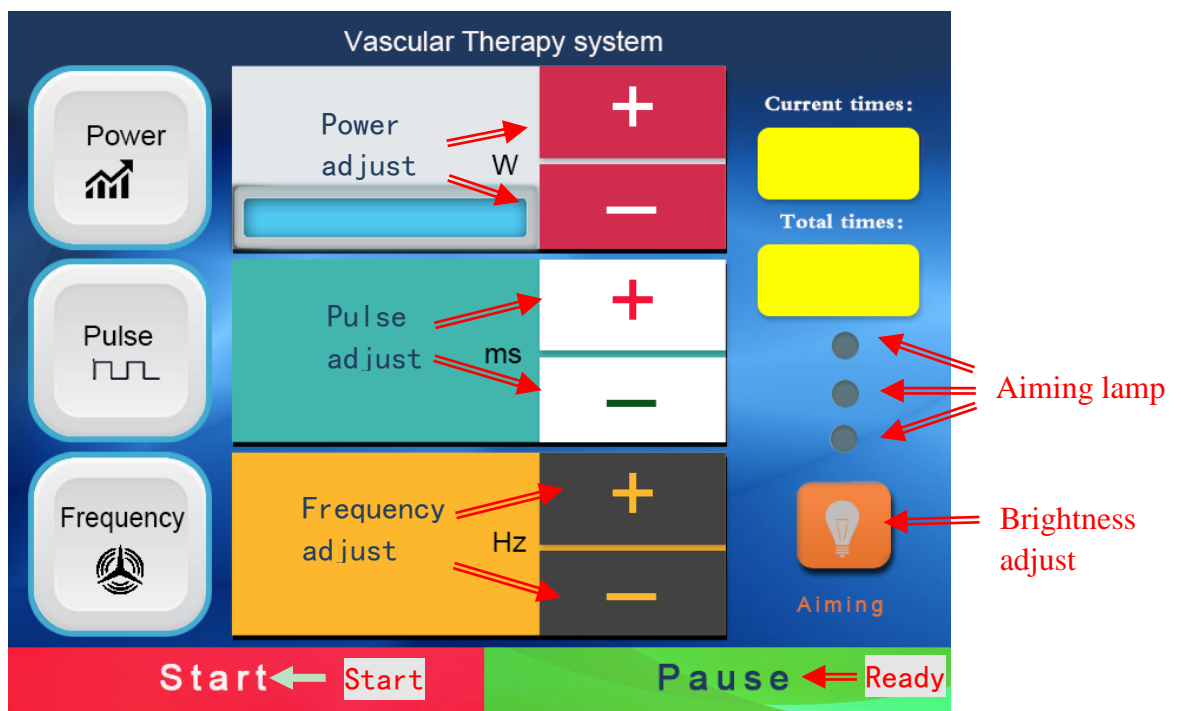 Vascular Therapy system
Power
Power
adjust
W
+
—
Current times:
Total times:
Pulse
Pulse
adjust
ms
+
—
Aiming lamp
Frequency
Frequency
adjust
Hz
+
—
Brightness
adjust
Aiming
Start
Start
Pause
Ready